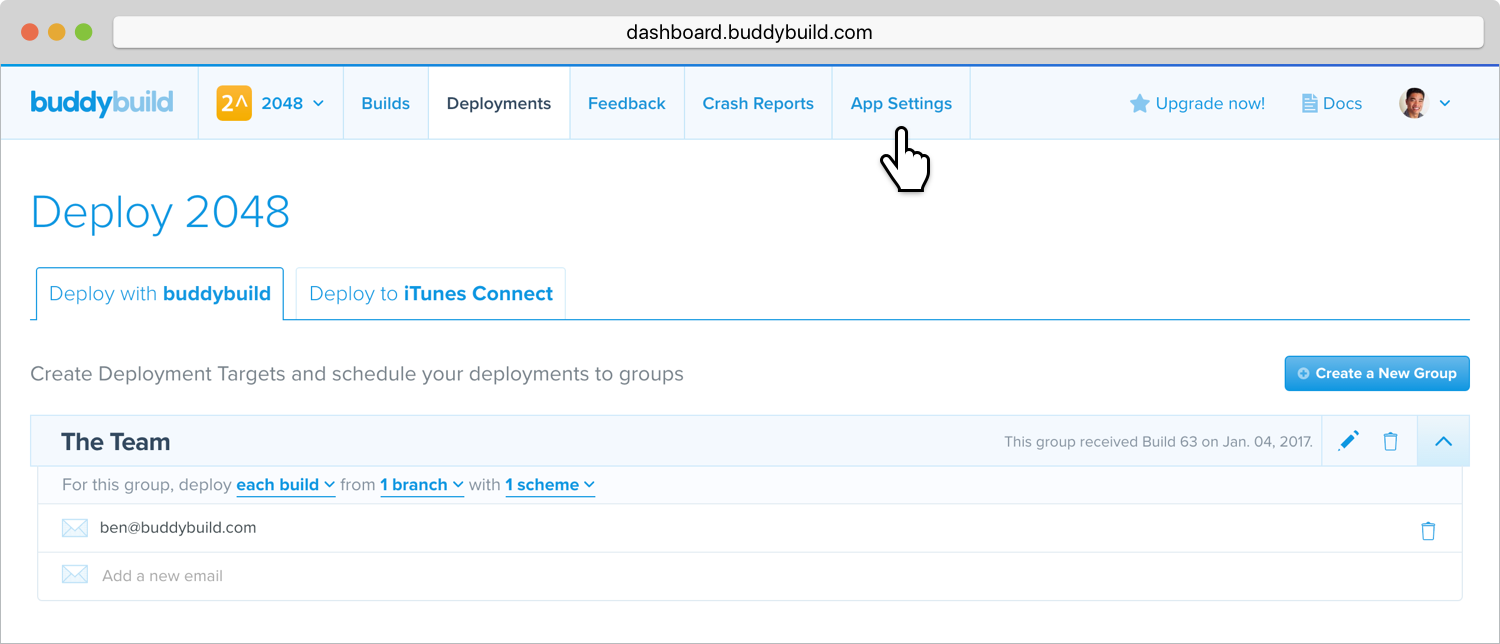 dashboard.buddybuild.com
buddybuild 2^ 2048 Builds Deployments Feedback Crash Reports App Settings Upgrade now! Docs
Deploy 2048
Deploy with buddybuild Deploy to iTunes Connect
Create Deployment Targets and schedule your deployments to groups Create a New Group
The Team This group received Build 63 on Jan. 04, 2017.
For this group, deploy each build from 1 branch with 1 scheme
ben@buddybuild.com
Add a new email